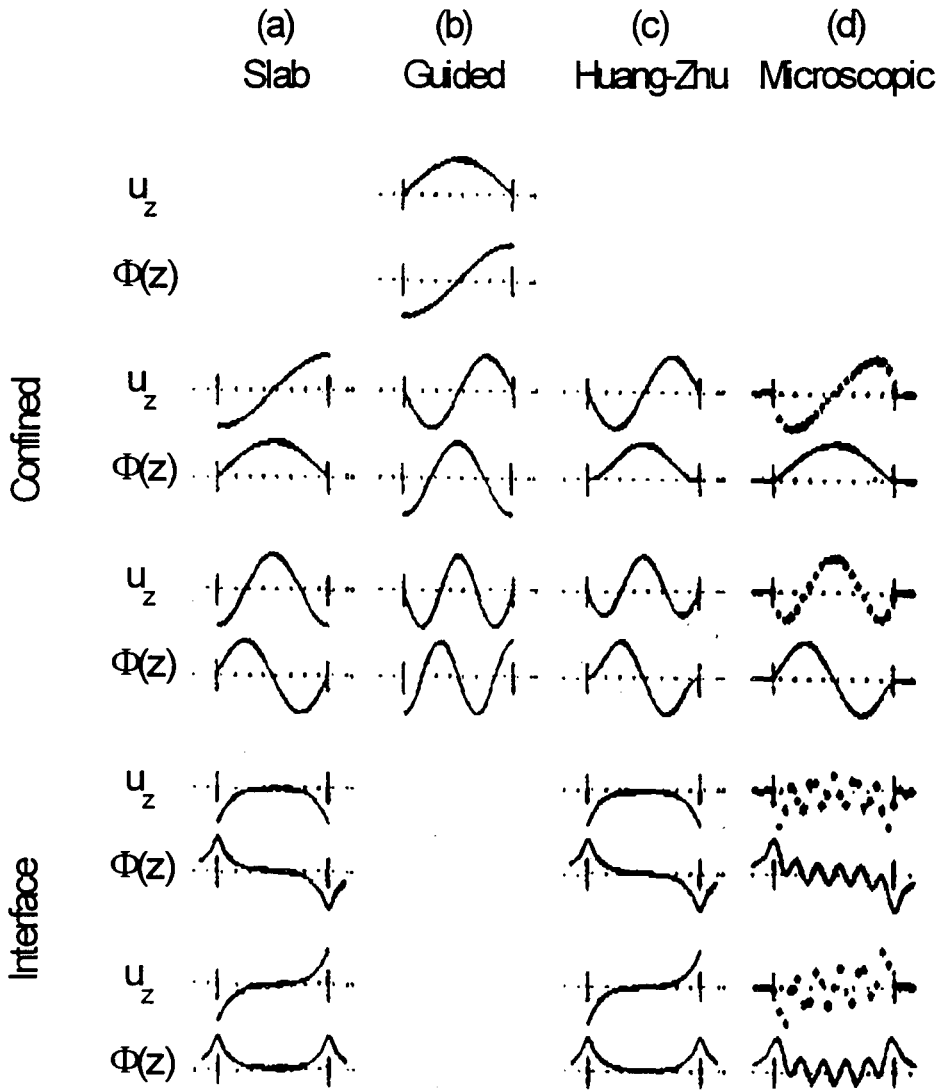 (a) (b) (c) (d)
Slab Guided Huang-Zhu Microscopic
u_z
Φ(z)
Confined
u_z
Φ(z)
u_z
Φ(z)
Interface
u_z
Φ(z)
u_z
Φ(z)